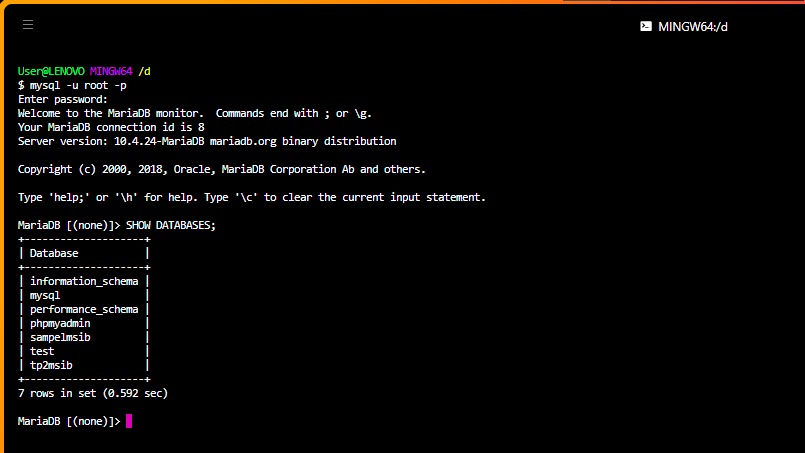 MINGW64:/d
User@LENOVO MINGW64 /d
$ mysql -u root -p
Enter password:
Welcome to the MariaDB monitor.  Commands end with ; or \g.
Your MariaDB connection id is 8
Server version: 10.4.24-MariaDB mariadb.org binary distribution

Copyright (c) 2000, 2018, Oracle, MariaDB Corporation Ab and others.

Type 'help;' or '\h' for help. Type '\c' to clear the current input statement.

MariaDB [(none)]> SHOW DATABASES;
+--------------------+
| Database           |
+--------------------+
| information_schema |
| mysql              |
| performance_schema |
| phpmyadmin         |
| sampelmsib         |
| test               |
| tp2msib            |
+--------------------+
7 rows in set (0.592 sec)

MariaDB [(none)]>